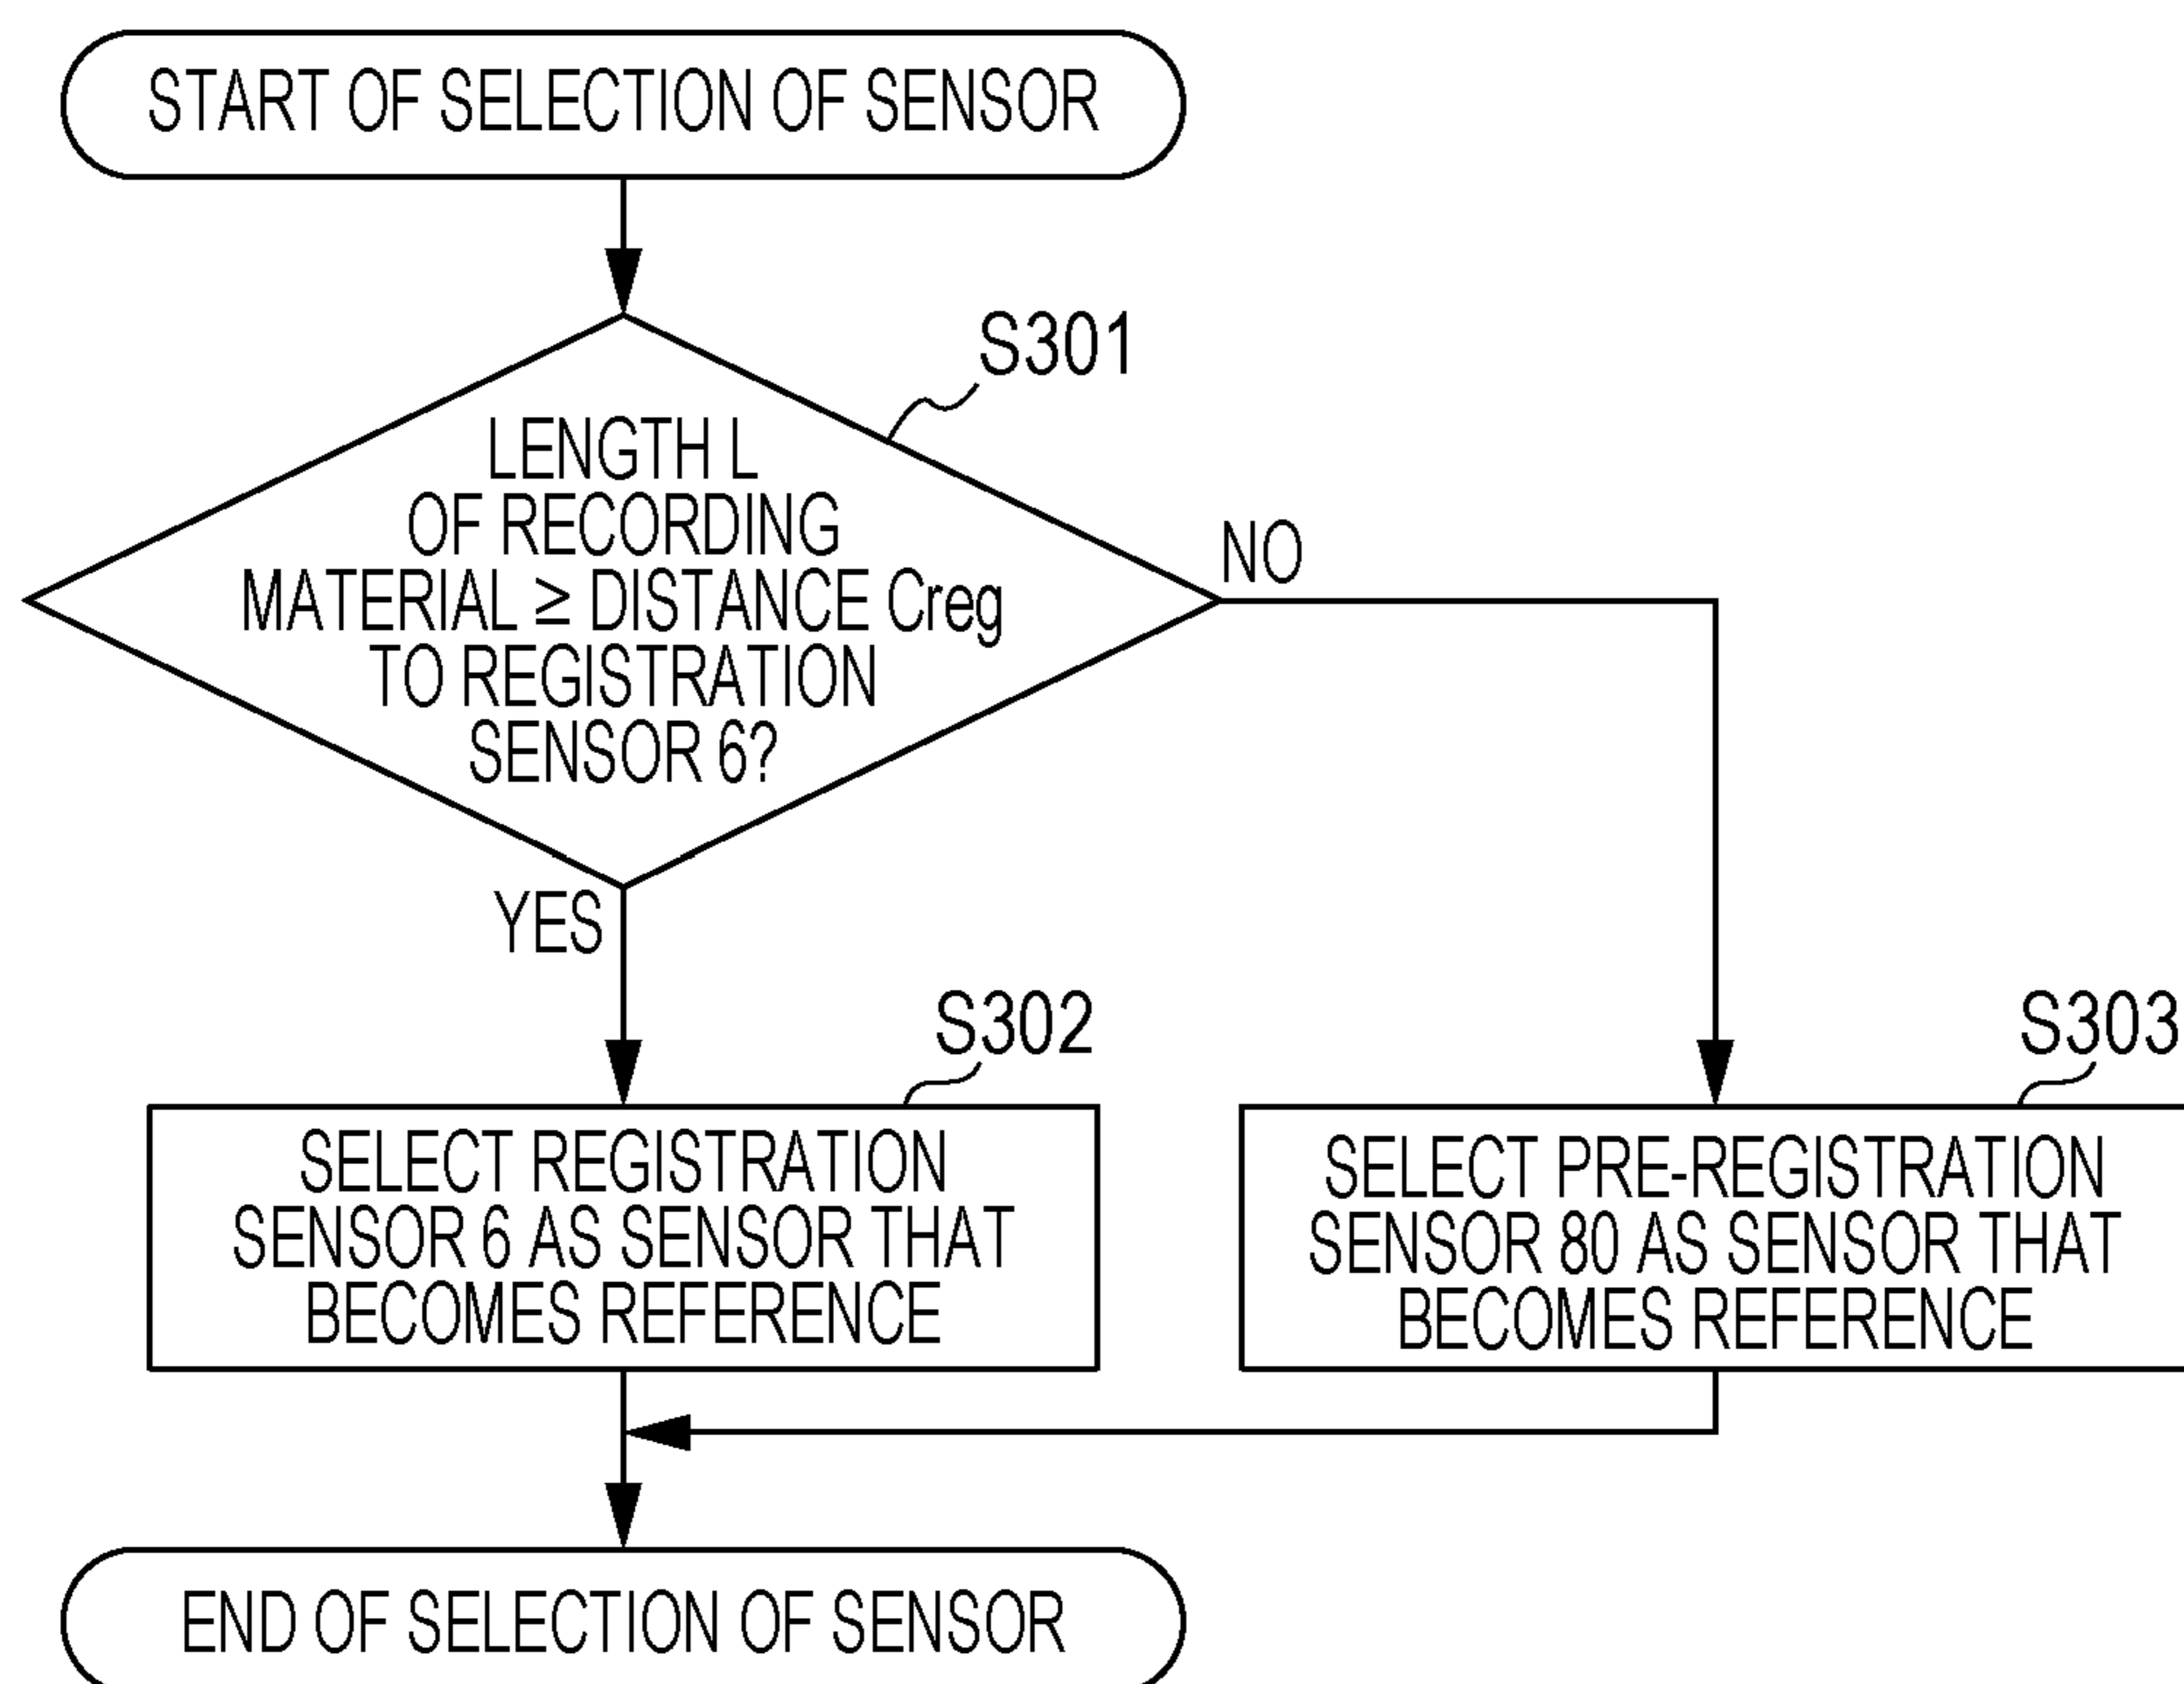 START OF SELECTION OF SENSOR
S301
LENGTH L
OF RECORDING
MATERIAL ≥ DISTANCE Creg
TO REGISTRATION
SENSOR 6?
NO
YES
S302
SELECT REGISTRATION
SENSOR 6 AS SENSOR THAT
BECOMES REFERENCE
S303
SELECT PRE-REGISTRATION
SENSOR 80 AS SENSOR THAT
BECOMES REFERENCE
END OF SELECTION OF SENSOR